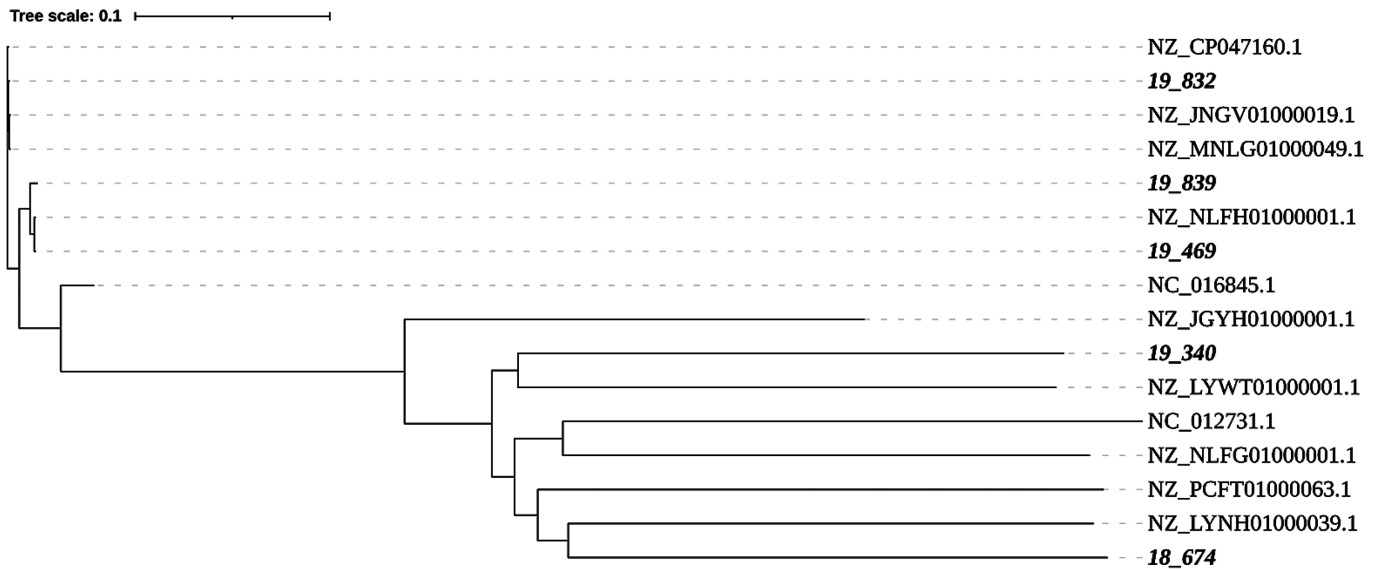 Tree scale: 0.1
NZ_CP047160.1
19_832
NZ_JNGV01000019.1
NZ_MNLG01000049.1
19_839
NZ_NLFH01000001.1
19_469
NC_016845.1
NZ_JGYH01000001.1
19_340
NZ_LYWT01000001.1
NC_012731.1
NZ_NLFG01000001.1
NZ_PCFT01000063.1
NZ_LYNH01000039.1
18_674